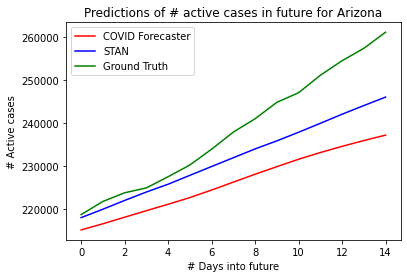 Predictions of # active cases in future for Arizona
COVID Forecaster
STAN
Ground Truth
# Active cases
260000
250000
240000
230000
220000
0 2 4 6 8 10 12 14
# Days into future